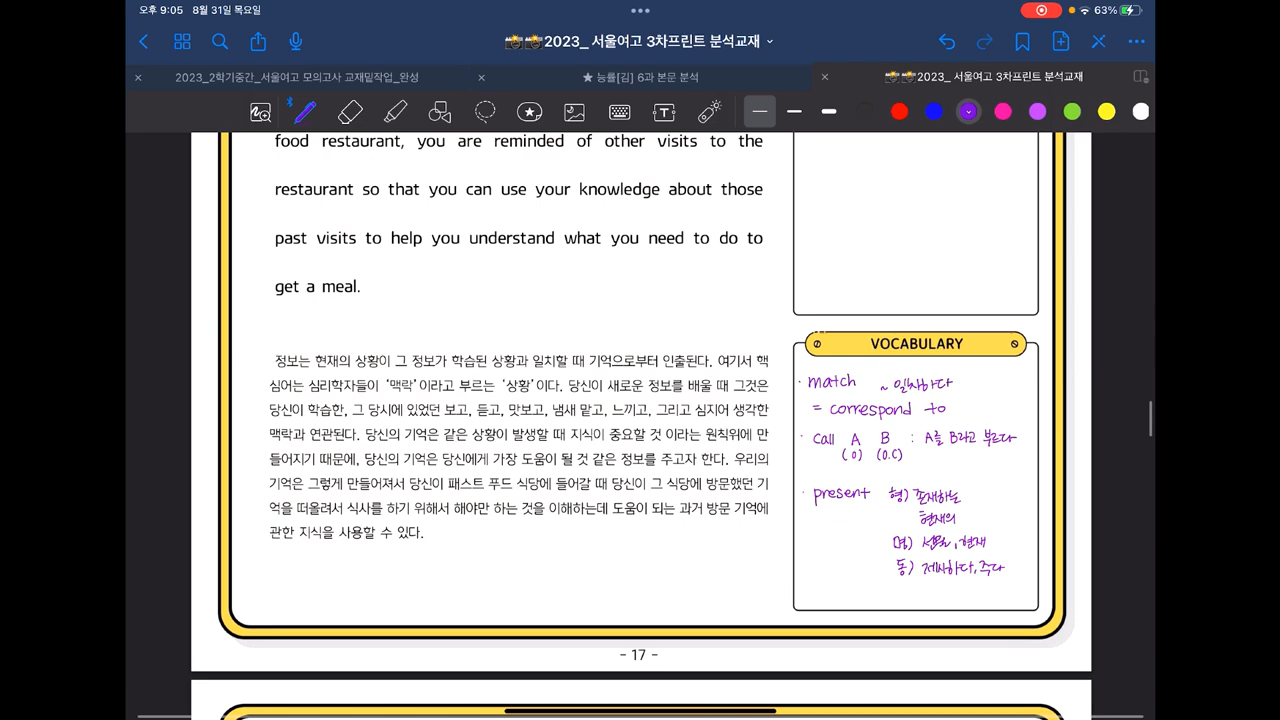 오후 9:05 8월 31일 목요일
63%
2023_ 서울여고 3차프린트 분석교재
2023_2학기중간_서울여고 모의고사 교재밑작업_완성
★ 능률[김] 6과 본문 분석
2023_ 서울여고 3차프린트 분석교재
food restaurant, you are reminded of other visits to the
restaurant so that you can use your knowledge about those
past visits to help you understand what you need to do to
get a meal.
정보는 현재의 상황이 그 정보가 학습된 상황과 일치할 때 기억으로부터 인출된다. 여기서 핵
심어는 심리학자들이 '맥락'이라고 부르는 '상황'이다. 당신이 새로운 정보를 배울 때 그것은
당신이 학습한, 그 당시에 있었던 보고, 듣고, 맛보고, 냄새 맡고, 느끼고, 그리고 심지어 생각한
맥락과 연관된다. 당신의 기억은 같은 상황이 발생할 때 지식이 중요할 것 이라는 원칙위에 만
들어지기 때문에, 당신의 기억은 당신에게 가장 도움이 될 것 같은 정보를 주고자 한다. 우리의
기억은 그렇게 만들어져서 당신이 패스트 푸드 식당에 들어갈 때 당신이 그 식당에 방문했던 기
억을 떠올려서 식사를 하기 위해서 해야만 하는 것을 이해하는데 도움이 되는 과거 방문 기억에
관한 지식을 사용할 수 있다.
VOCABULARY
· match ~ 일치하다
= correspond to
· call A B : A를 B라고 부르다
(O) (O.C)
· present 형) 존재하는
현재의
명) 선물, 현재
동) 제시하다, 주다
- 17 -